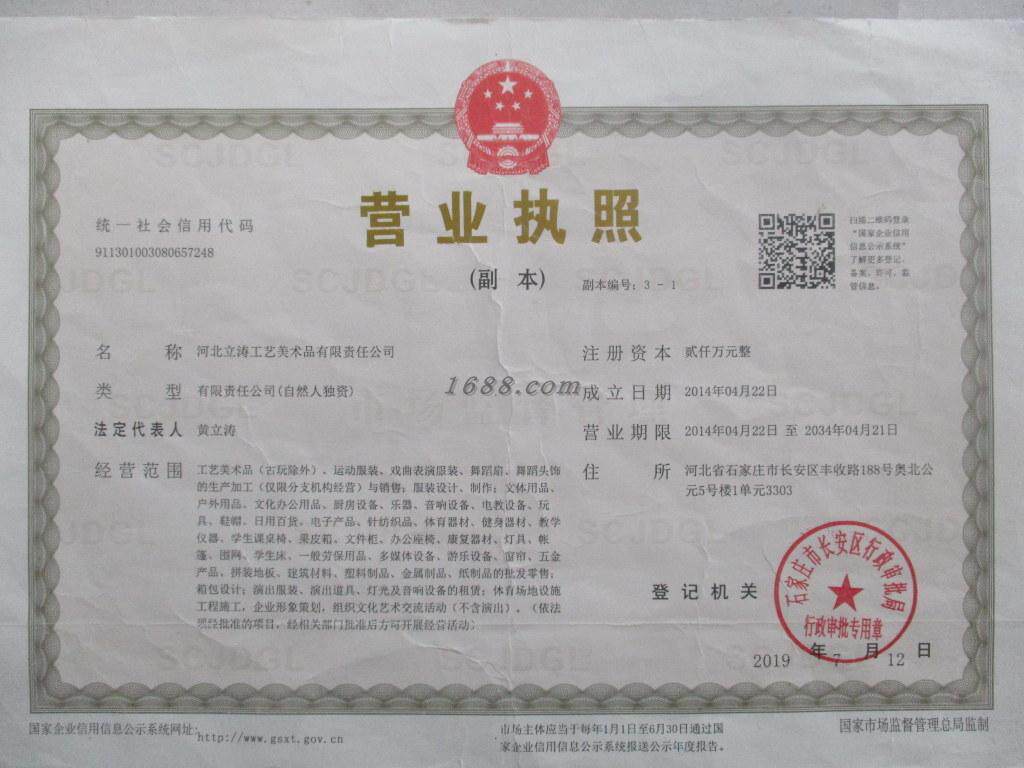 营业执照
(副 本)
副本编号: 3 - 1
统一社会信用代码
911301003080657248
扫描二维码登录
“国家企业信用
信息公示系统”
了解更多登记、
备案、许可、监
管信息。
名 称 河北立涛工艺美术品有限责任公司
类 型 有限责任公司(自然人独资)
法定代表人 黄立涛
经营范围 工艺美术品（古玩除外）、运动服装、戏曲表演服装、舞蹈扇、舞蹈头饰
的生产加工（仅限分支机构经营）与销售；服装设计、制作；文体用品、
户外用品、文化办公用品、厨房设备、乐器、音响设备、电教设备、玩
具、鞋帽、日用百货、电子产品、针纺织品、体育器材、健身器材、教学
仪器、学生课桌椅、果皮箱、文件柜、办公座椅、康复器材、灯具、帐
篷、围网、学生床、一般劳保用品、多媒体设备、游乐设备、窗帘、五金
产品、拼装地板、建筑材料、塑料制品、金属制品、纸制品的批发零售；
箱包设计；演出服装、演出道具、灯光及音响设备的租赁；体育场地设施
工程施工，企业形象策划，组织文化艺术交流活动（不含演出）。（依法
须经批准的项目，经相关部门批准后方可开展经营活动）
注册资本 贰仟万元整
成立日期 2014年04月22日
营业期限 2014年04月22日 至 2034年04月21日
住 所 河北省石家庄市长安区丰收路188号奥北公
元5号楼1单元3303
1688.com
登记机关
石家庄市长安区行政审批局
行政审批专用章
2019 年 7 月 12 日
国家企业信用信息公示系统网址:
http://www.gsxt.gov.cn
市场主体应当于每年1月1日至6月30日通过国
家企业信用信息公示系统报送公示年度报告。
国家市场监督管理总局监制
SCJDGL